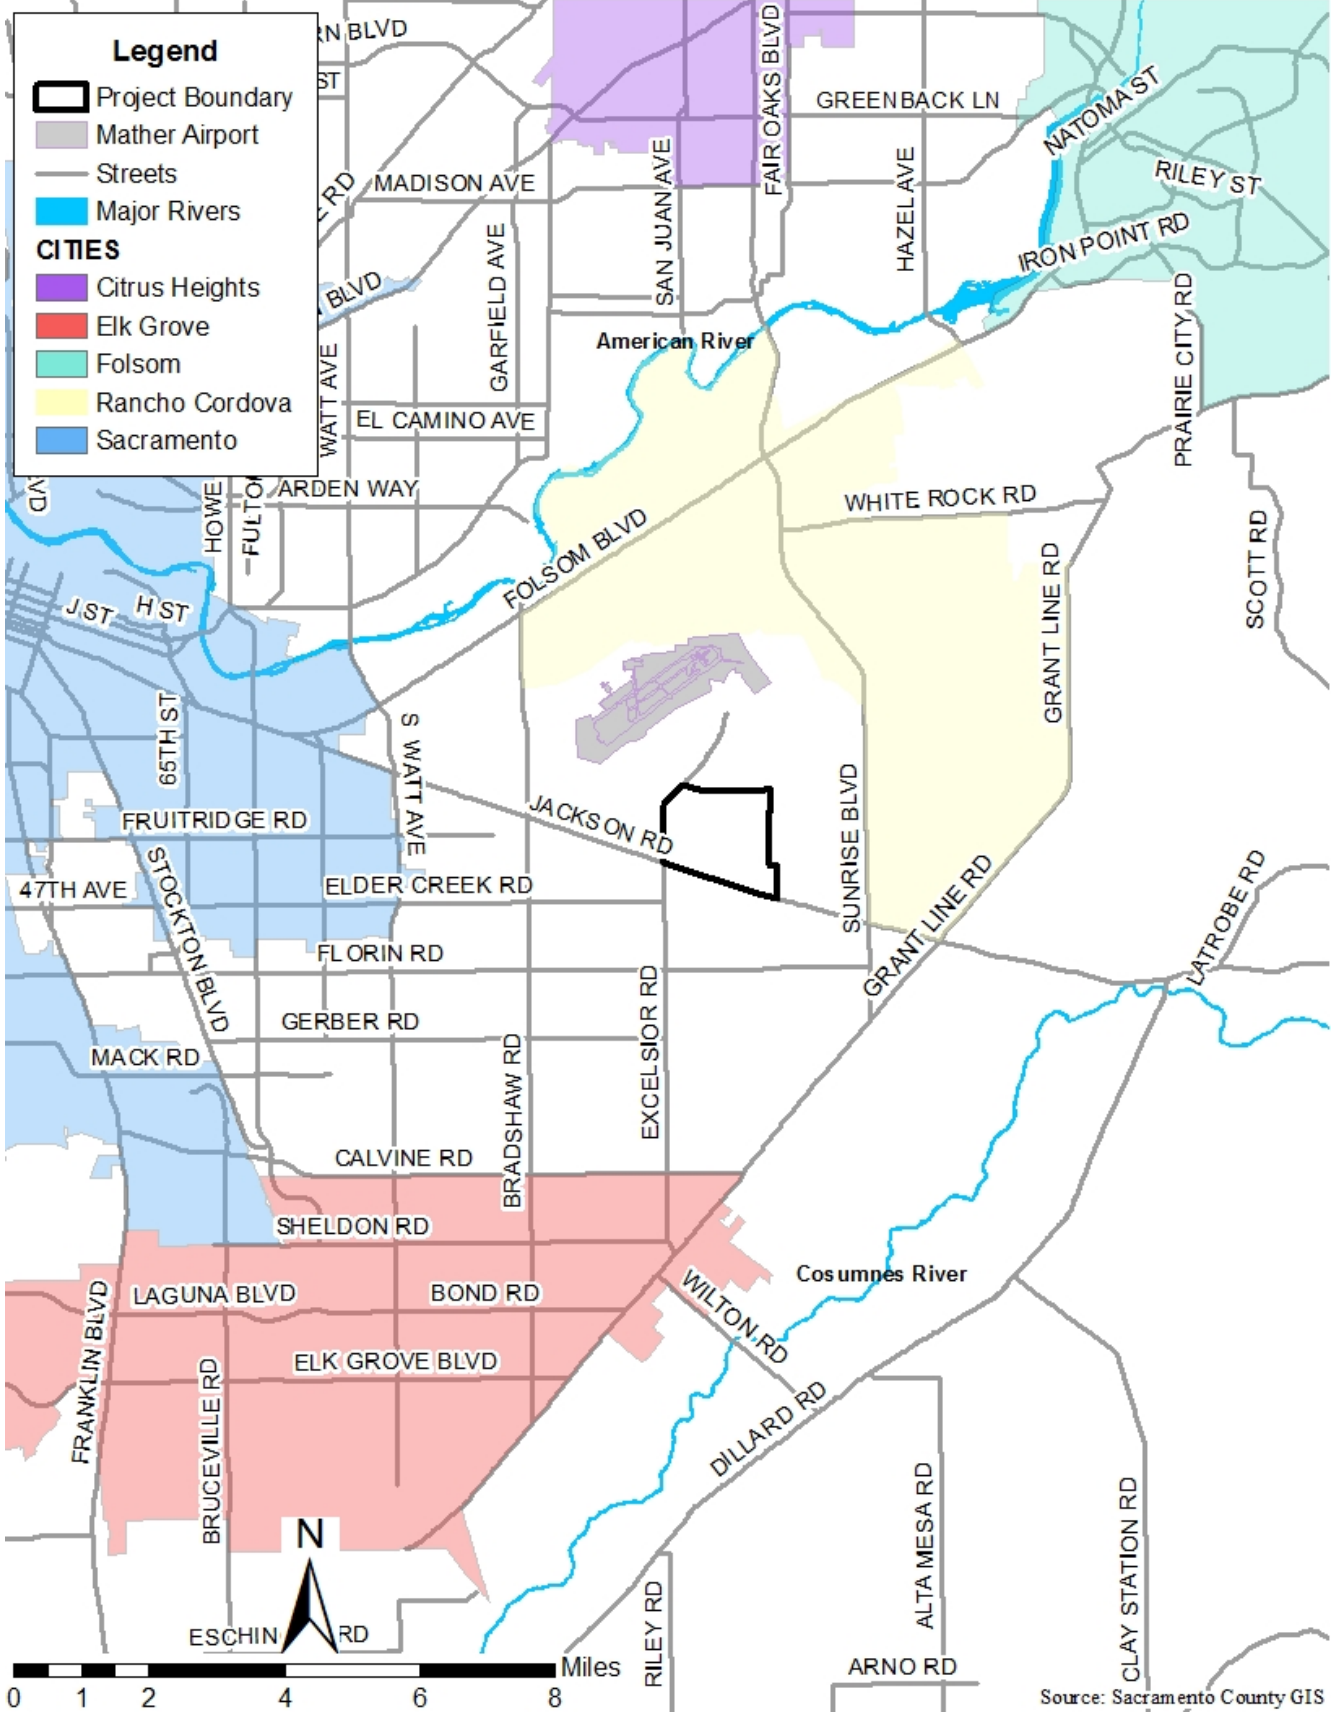 Legend
Project Boundary
Mather Airport
Streets
Major Rivers
CITIES
Citrus Heights
Elk Grove
Folsom
Rancho Cordova
Sacramento
RN BLVD
ST
E RD
BLVD
FAIR OAKS BLVD
GREENBACK LN
NATOMA ST
RILEY ST
MADISON AVE
SAN JUAN AVE
HAZEL AVE
IRON POINT RD
GARFIELD AVE
PRAIRIE CITY RD
American River
WATT AVE
EL CAMINO AVE
VD
HOWE
FULTO
ARDEN WAY
WHITE ROCK RD
FOLSOM BLVD
GRANT LINE RD
SCOTT RD
J ST
H ST
65TH ST
S WATT AVE
JACKSON RD
SUNRISE BLVD
FRUITRIDGE RD
STOCKTON BLVD
47TH AVE
ELDER CREEK RD
GRANT LINE RD
LATROBE RD
FLORIN RD
EXCELSIOR RD
GERBER RD
BRADSHAW RD
MACK RD
CALVINE RD
SHELDON RD
Cosumnes River
LAGUNA BLVD
BOND RD
WILTON RD
FRANKLIN BLVD
ELK GROVE BLVD
BRUCEVILLE RD
DILLARD RD
ALTA MESA RD
CLAY STATION RD
N
RILEY RD
ESCHIN
RD
ARNO RD
Miles
0 1 2 4 6 8
Source: Sacramento County GIS